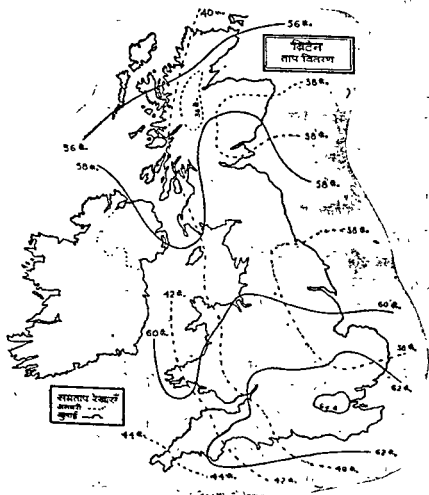 40
56 फ.
ब्रिटेन
ताप वितरण
38 फ.
56 फ.
58 फ.
38 फ.
58 फ.
38 फ.
42 फ.
60 फ.
60 फ.
38 फ.
62 फ.
समताप रेखाएँ
जनवरी
जुलाई
44 फ.
44 फ.
42 फ.
40 फ.
62 फ.